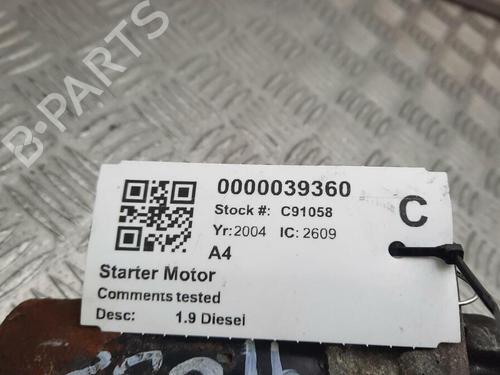 B-PARTS
0000039360
Stock #: C91058
C
Yr:2004 IC: 2609
A4
Starter Motor
Comments tested
Desc: 1.9 Diesel